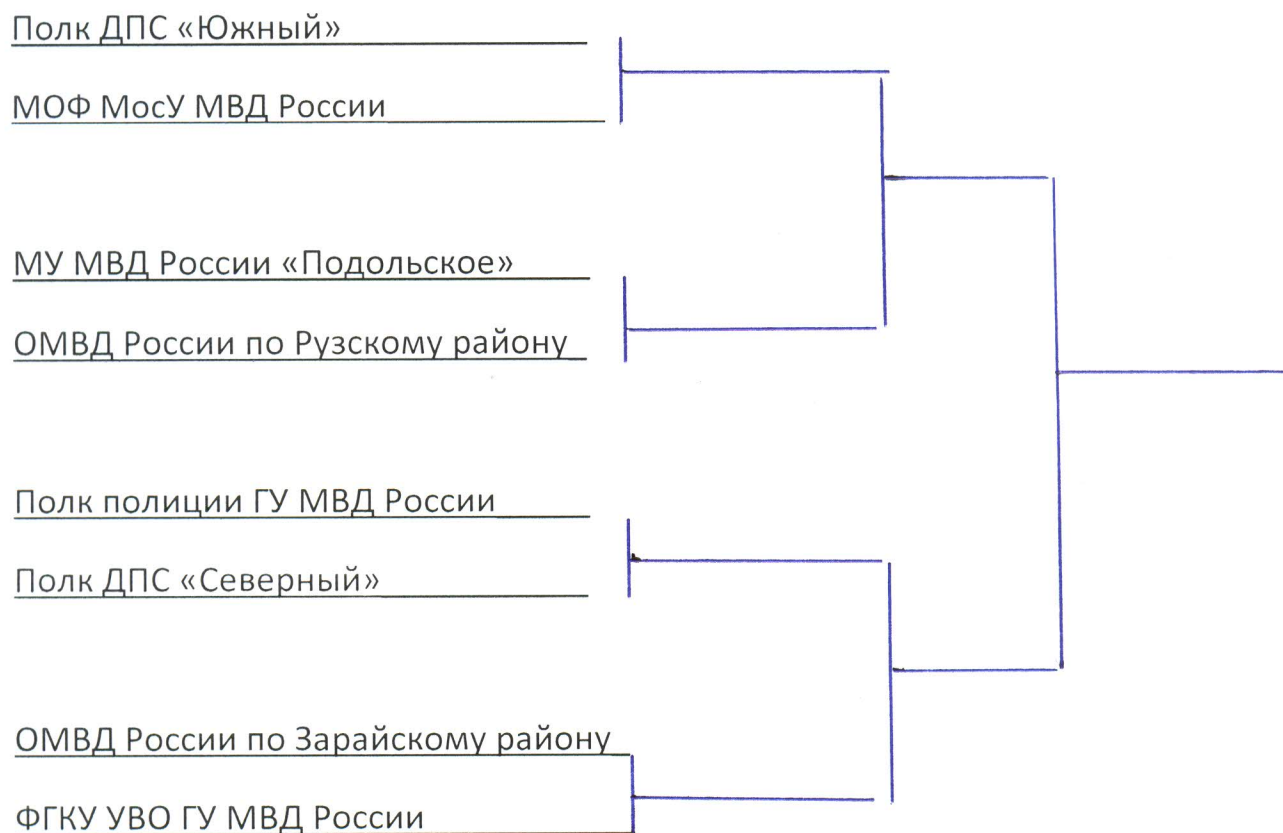 Полк ДПС «Южный»
МОФ МосУ МВД России
МУ МВД России «Подольское»
ОМВД России по Рузскому району
Полк полиции ГУ МВД России
Полк ДПС «Северный»
ОМВД России по Зарайскому району
ФГКУ УВО ГУ МВД России